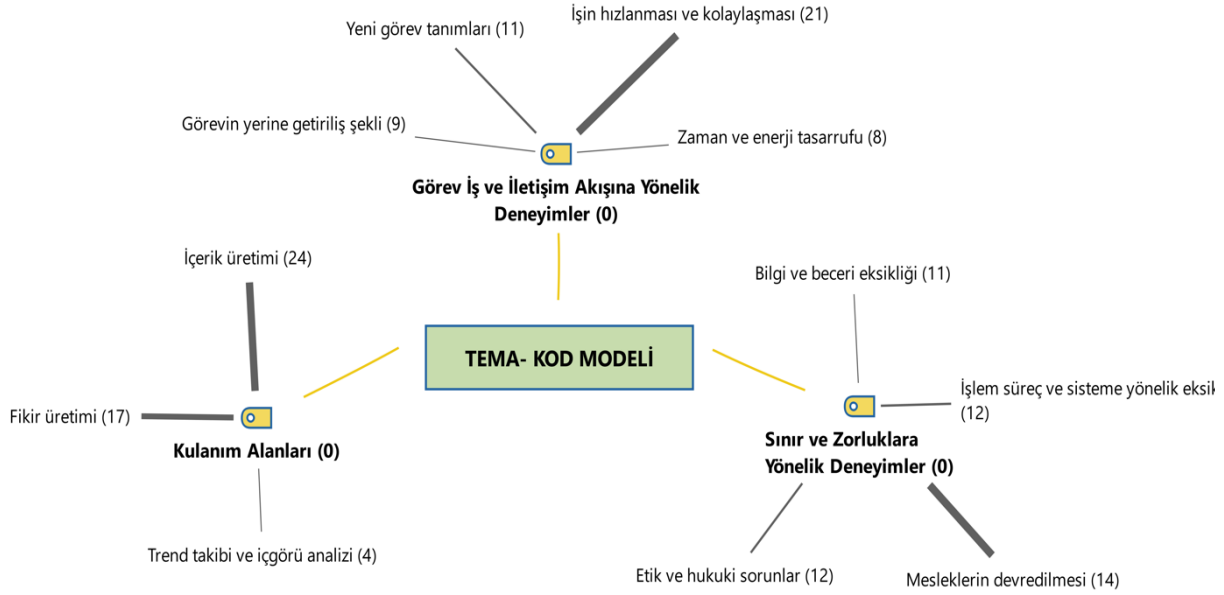 İşin hızlanması ve kolaylaşması (21)
Yeni görev tanımları (11)
Görevin yerine getiriliş şekli (9)
Zaman ve enerji tasarrufu (8)
Görev İş ve İletişim Akışına Yönelik
Deneyimler (0)
İçerik üretimi (24)
Bilgi ve beceri eksikliği (11)
TEMA- KOD MODELİ
Fikir üretimi (17)
İşlem süreç ve sisteme yönelik eksik
(12)
Kulanım Alanları (0)
Sınır ve Zorluklara
Yönelik Deneyimler (0)
Trend takibi ve içgörü analizi (4)
Etik ve hukuki sorunlar (12)
Mesleklerin devredilmesi (14)